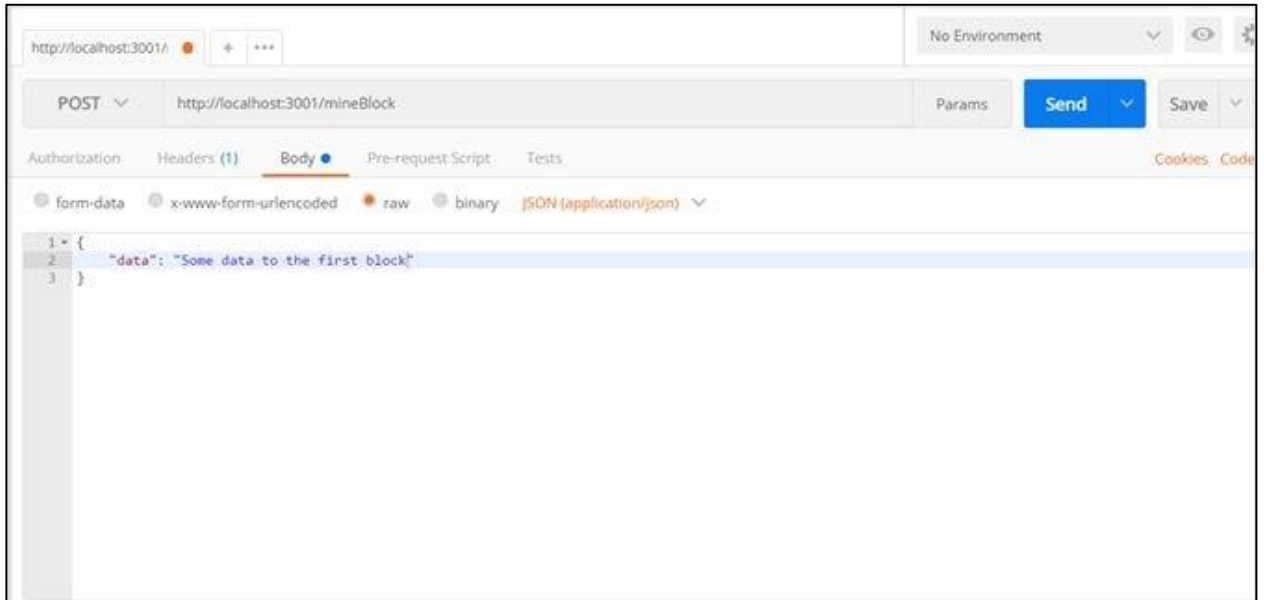 http://localhost:3001/
+ •••
No Environment
POST http://localhost:3001/mineBlock Params Send Save
Authorization Headers (1) Body Pre-request Script Tests Cookies Code
form-data x-www-form-urlencoded raw binary JSON (application/json)
1 {
2 "data": "Some data to the first block"
3 }